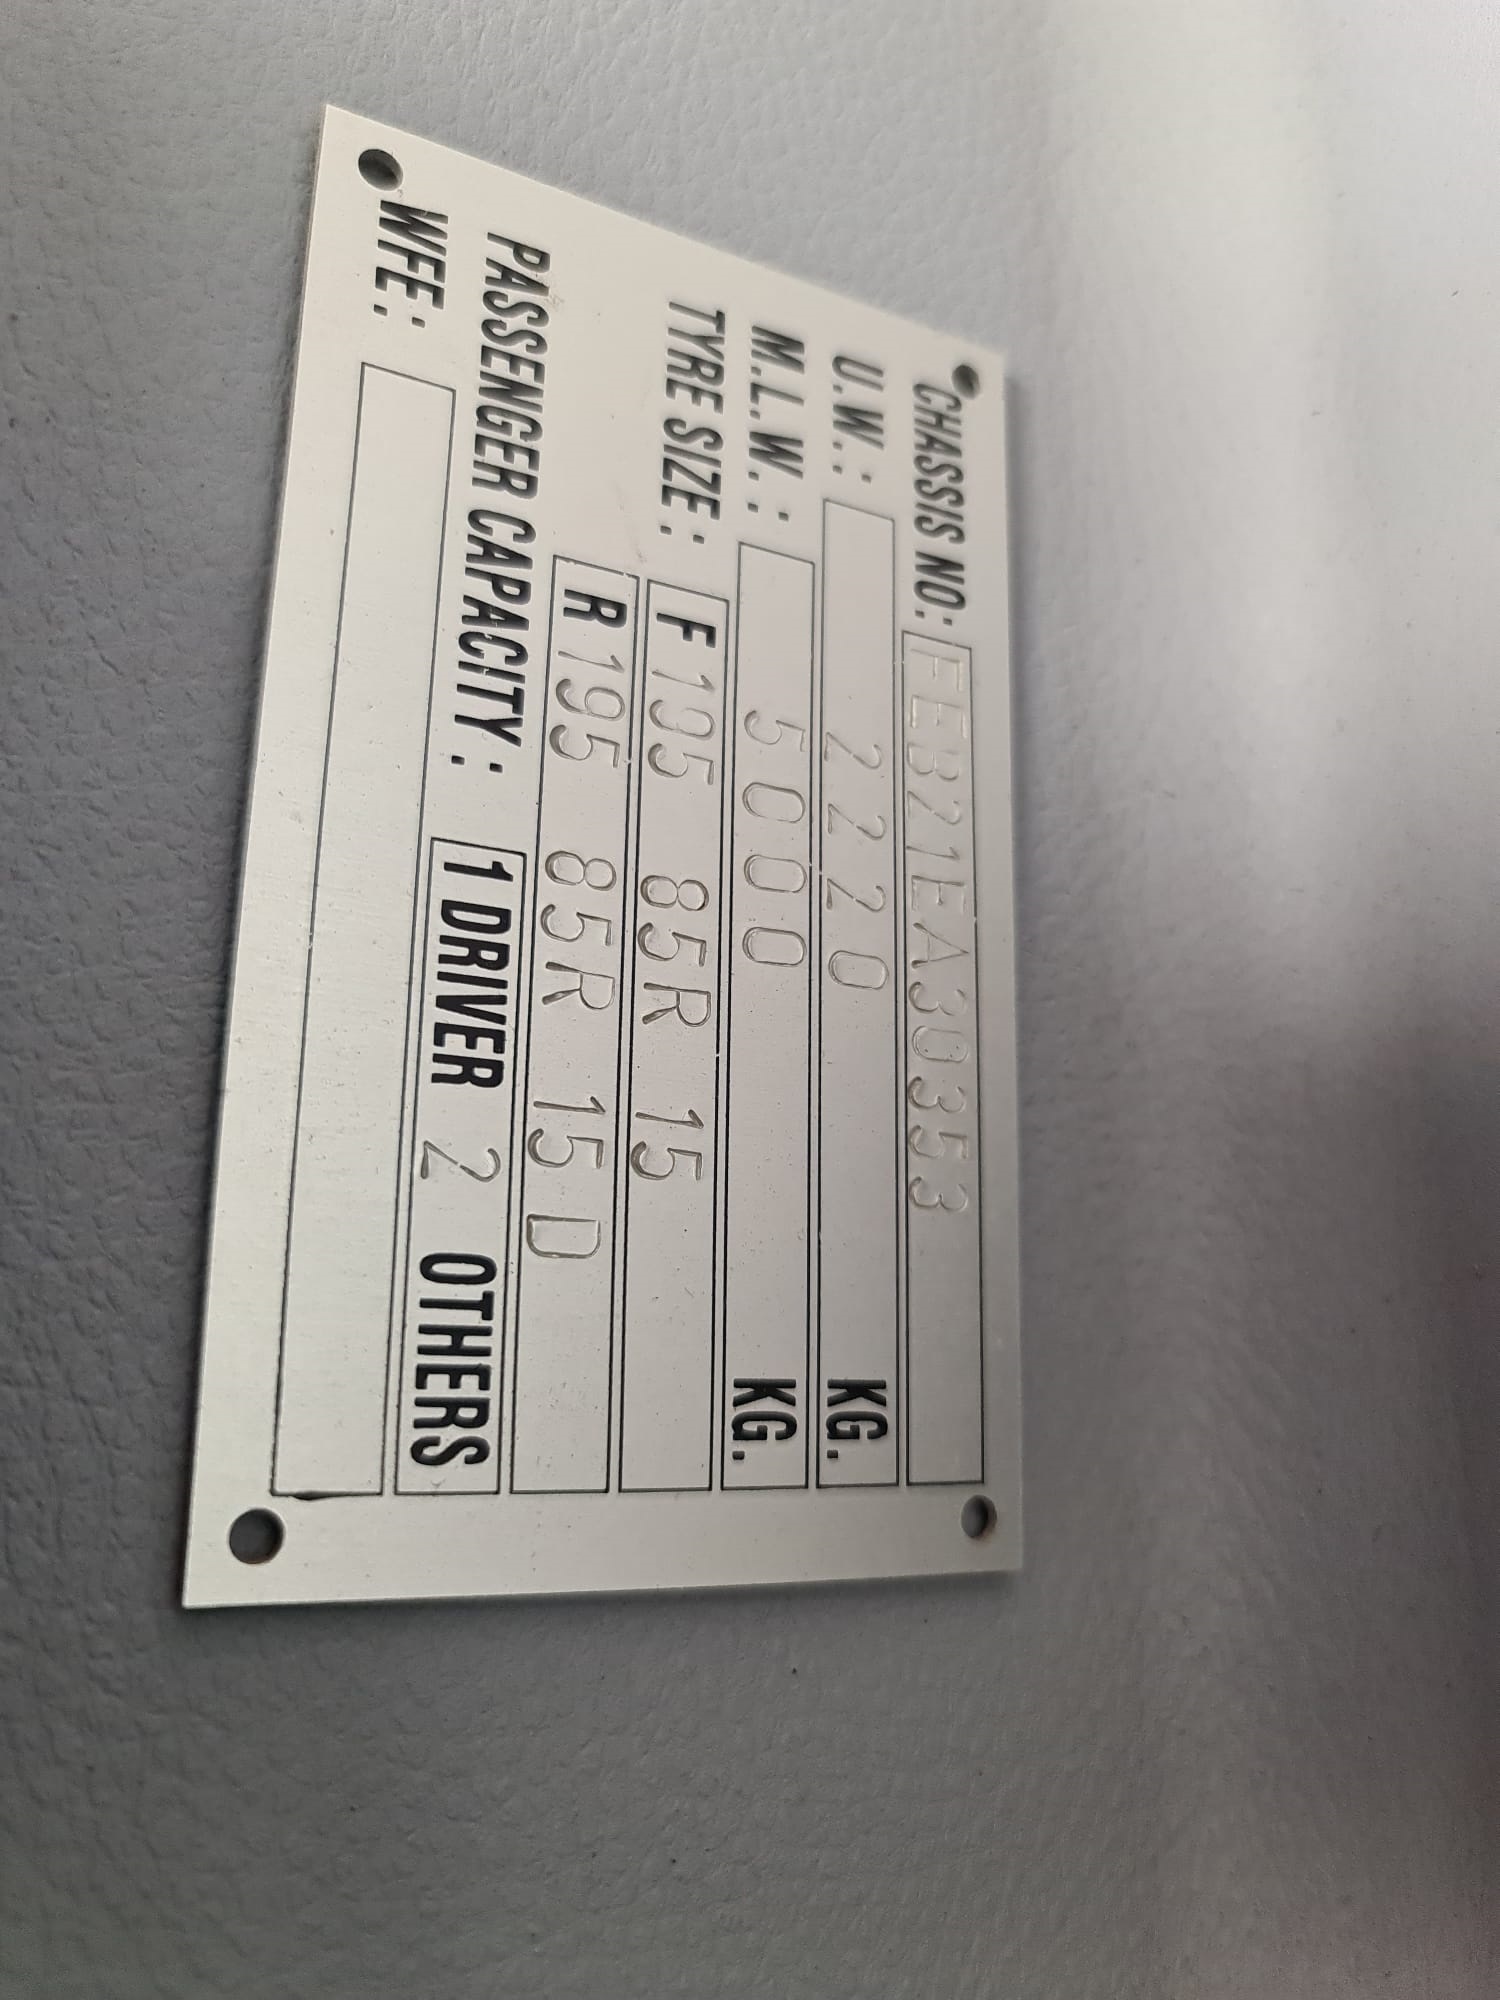 CHASSIS NO: FEB21EA30353
U.W.: 2220 KG.
M.L.W.: 5000 KG.
TYRE SIZE: F 195 85R 15
R 195 85R 15 D
PASSENGER CAPACITY: 1 DRIVER 2 OTHERS
WFE: